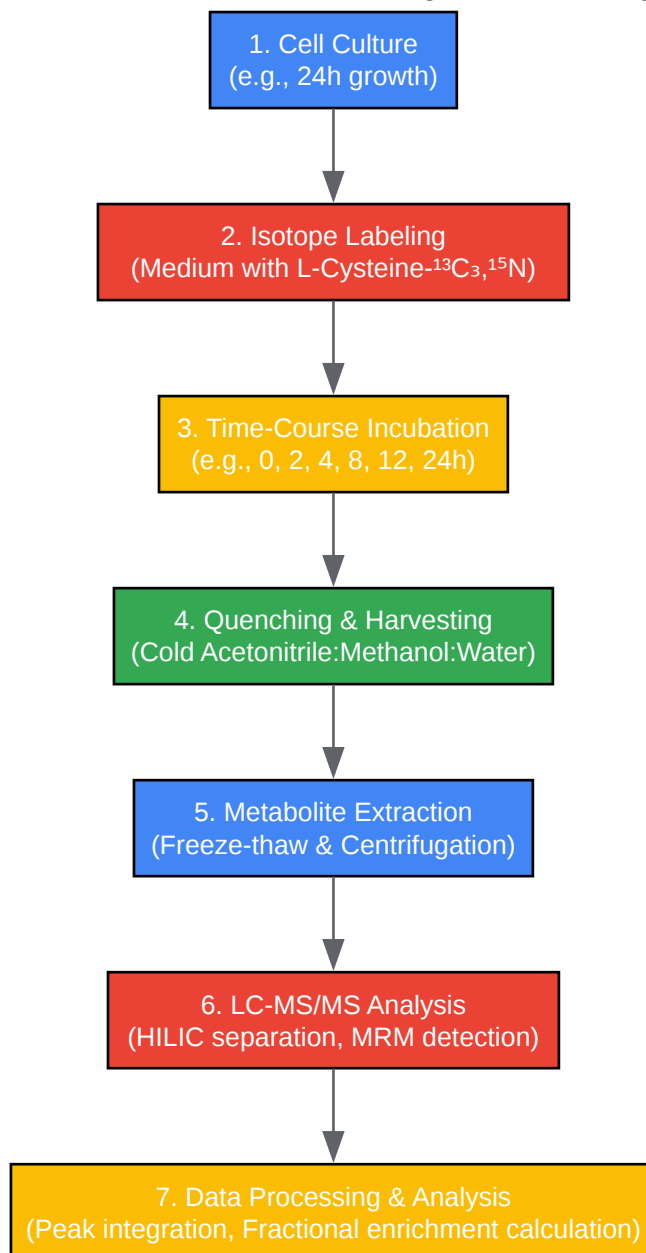 1. Cell Culture
(e.g., 24h growth)
2. Isotope Labeling
(Medium with L-Cysteine-¹³C₃,¹⁵N)
3. Time-Course Incubation
(e.g., 0, 2, 4, 8, 12, 24h)
4. Quenching & Harvesting
(Cold Acetonitrile:Methanol:Water)
5. Metabolite Extraction
(Freeze-thaw & Centrifugation)
6. LC-MS/MS Analysis
(HILIC separation, MRM detection)
7. Data Processing & Analysis
(Peak integration, Fractional enrichment calculation)